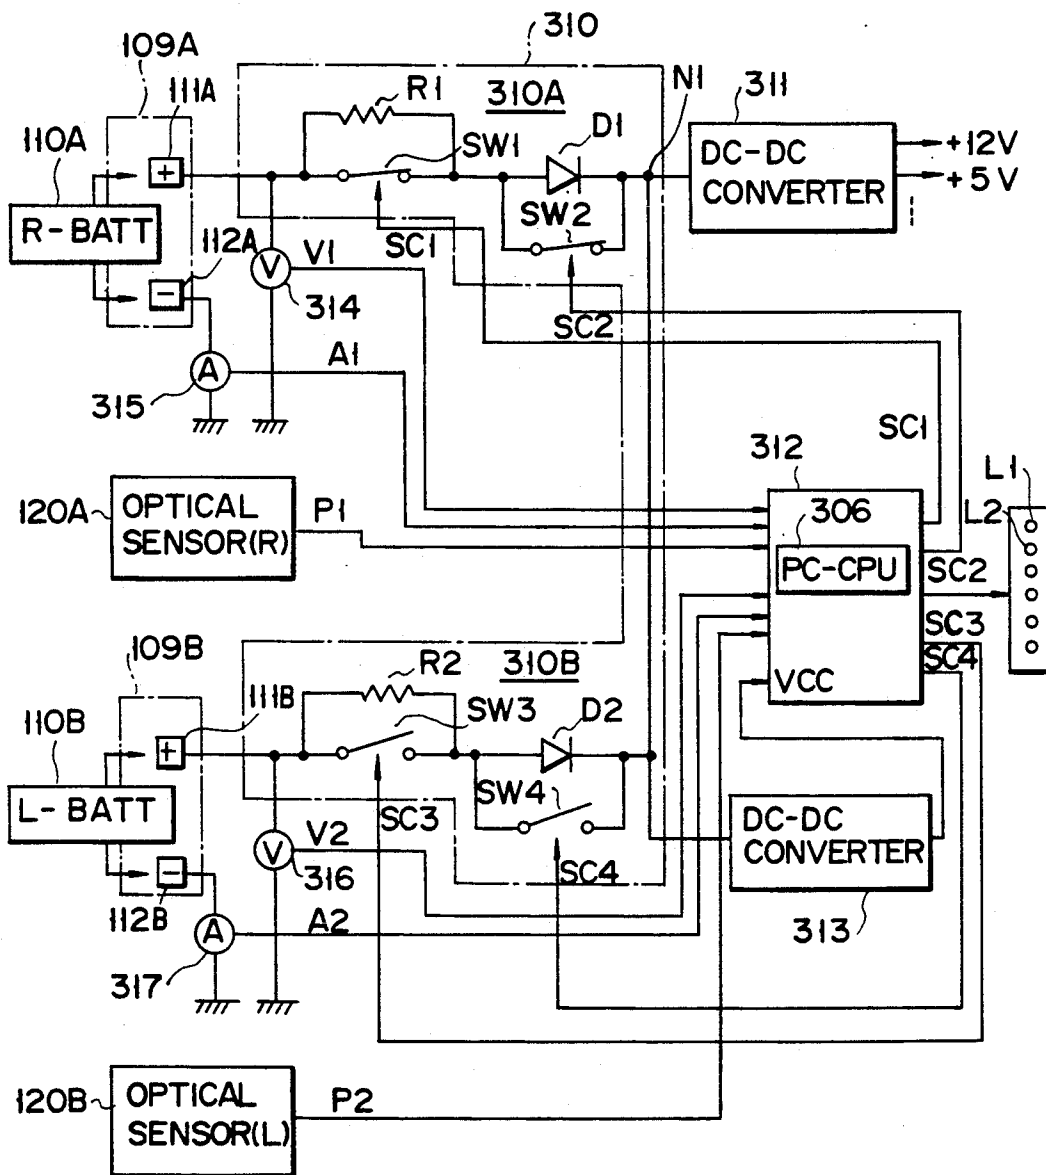 310
109A
111A
R1
310A
N1
311
110A
SW1
D1
DC-DC
CONVERTER
+12V
+5V
+
R-BATT
112A
SW2
V1
SC1
V
314
−
SC2
A1
A
315
SC1
312
L1
120A
OPTICAL
SENSOR(R)
P1
306
L2
PC-CPU
SC2
SC3
SC4
109B
R2
310B
VCC
111B
SW3
D2
110B
+
SW4
L-BATT
SC3
DC-DC
CONVERTER
V2
V
316
SC4
−
112B
A2
A
313
317
120B
OPTICAL
SENSOR(L)
P2